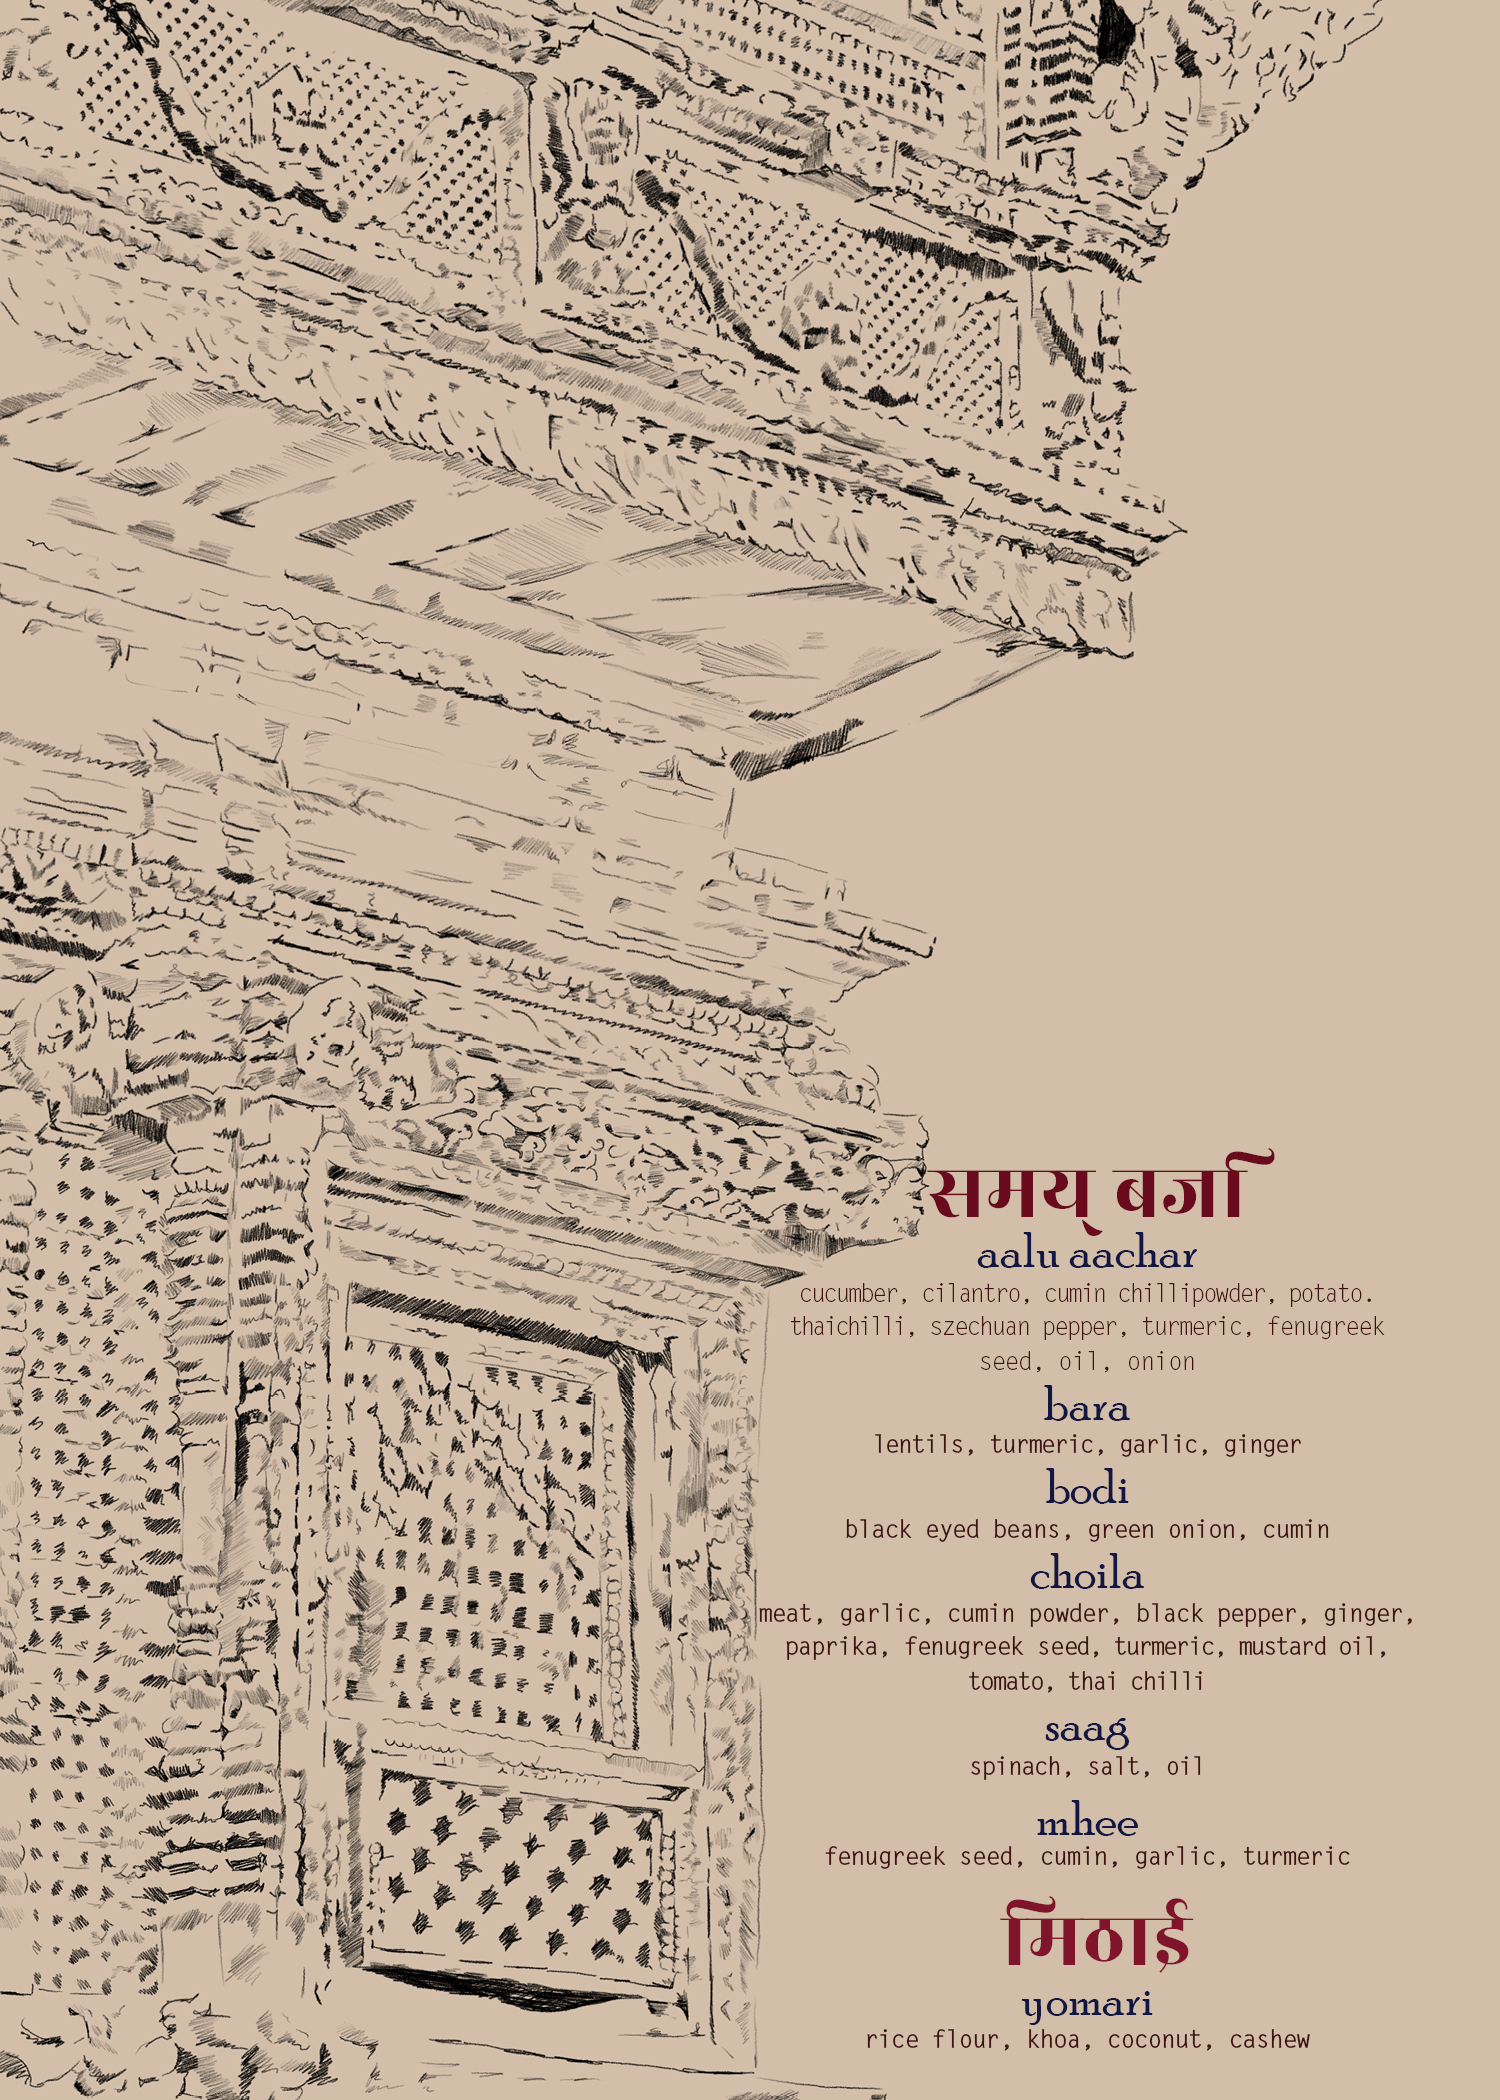 समय् बर्जि
aalu aachar
cucumber, cilantro, cumin chillipowder, potato.
thaichilli, szechuan pepper, turmeric, fenugreek
seed, oil, onion
bara
lentils, turmeric, garlic, ginger
bodi
black eyed beans, green onion, cumin
choila
meat, garlic, cumin powder, black pepper, ginger,
paprika, fenugreek seed, turmeric, mustard oil,
tomato, thai chilli
saag
spinach, salt, oil
mhee
fenugreek seed, cumin, garlic, turmeric
मिठाई
yomari
rice flour, khoa, coconut, cashew